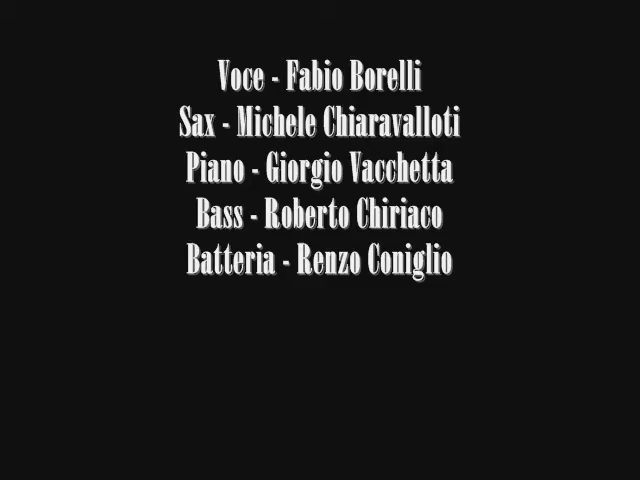 Voce - Fabio Borelli
Sax - Michele Chiaravalloti
Piano - Giorgio Vacchetta
Bass - Roberto Chiriaco
Batteria - Renzo Coniglio